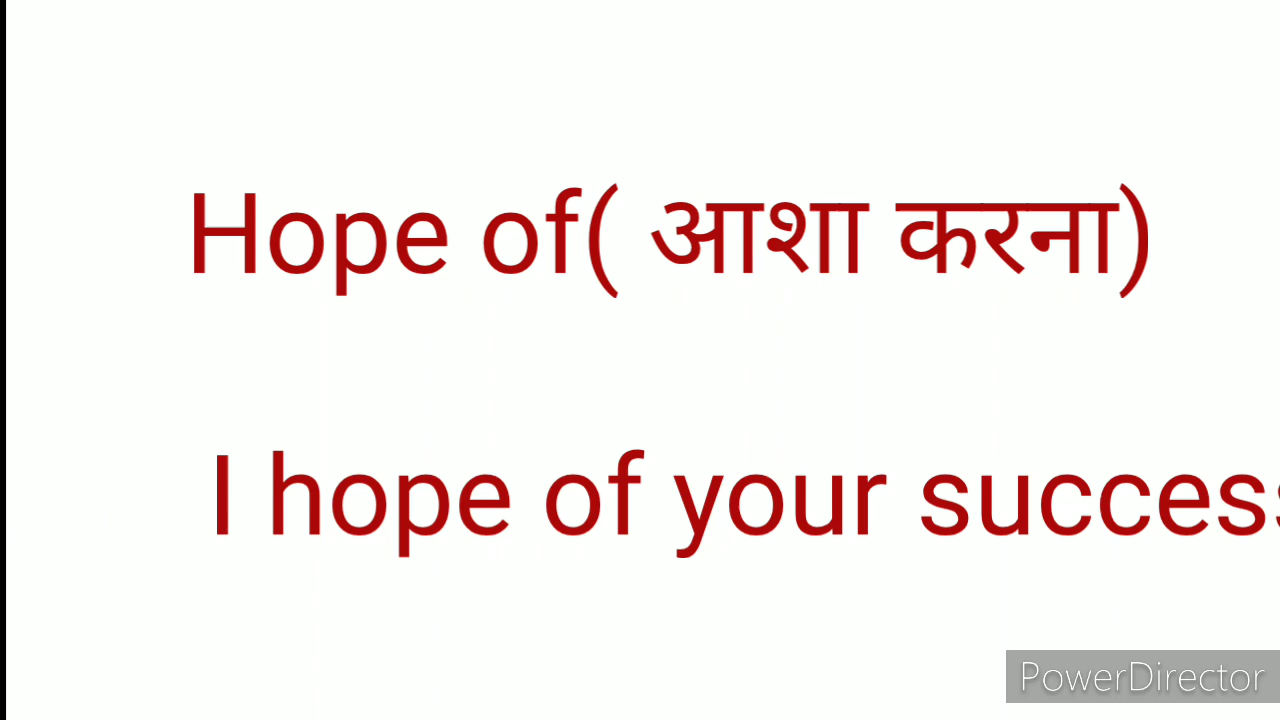 Hope of( आशा करना)
I hope of your success
PowerDirector